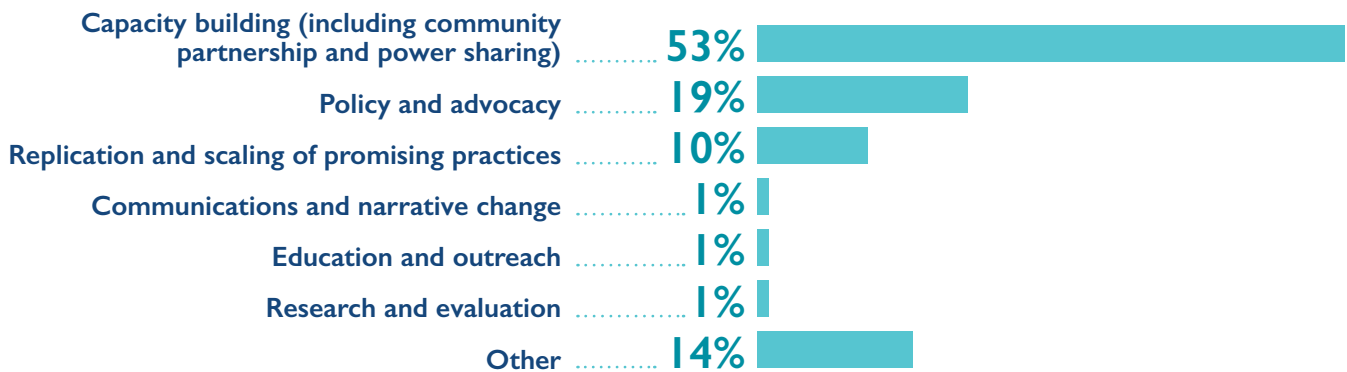 Capacity building (including community
partnership and power sharing) ........... 53%
Policy and advocacy ........... 19%
Replication and scaling of promising practices ........... 10%
Communications and narrative change .............. 1%
Education and outreach .............. 1%
Research and evaluation .............. 1%
Other ........... 14%